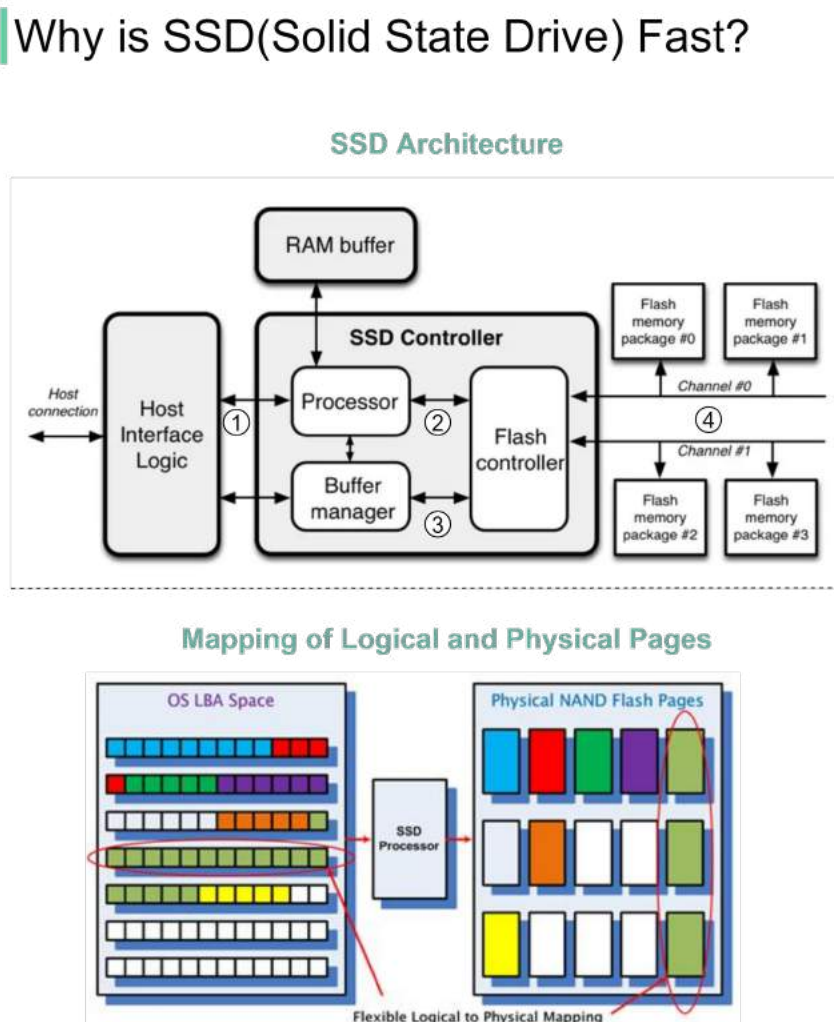 Why is SSD(Solid State Drive) Fast?
SSD Architecture
RAM buffer
SSD Controller
Host
connection
Host
Interface
Logic
①
Processor
②
Buffer
manager
③
Flash
controller
Flash
memory
package #0
Flash
memory
package #1
Channel #0
④
Channel #1
Flash
memory
package #2
Flash
memory
package #3
Mapping of Logical and Physical Pages
OS LBA Space
SSD
Processor
Physical NAND Flash Pages
Flexible Logical to Physical Mapping